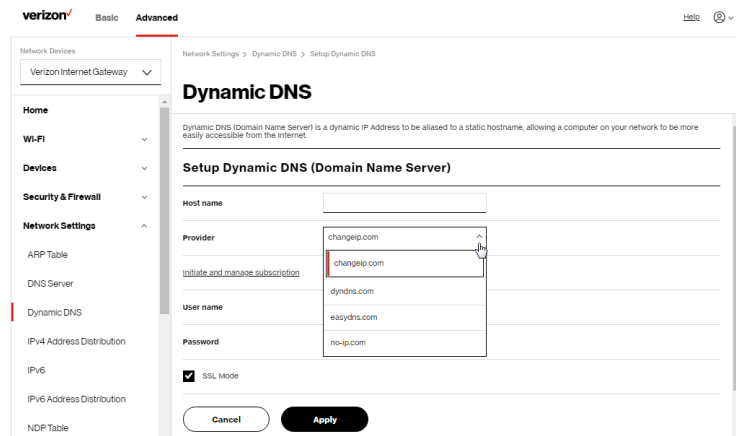 verizon✓ Basic Advanced Help
Network Devices
Verizon Internet Gateway
Home
Wi-Fi
Devices
Security & Firewall
Network Settings
ARP Table
DNS Server
Dynamic DNS
IPv4 Address Distribution
IPv6
IPv6 Address Distribution
NDP Table
Network Settings > Dynamic DNS > Setup Dynamic DNS
Dynamic DNS
Dynamic DNS (Domain Name Server) is a dynamic IP Address to be aliased to a static hostname, allowing a computer on your network to be more
easily accessible from the Internet.
Setup Dynamic DNS (Domain Name Server)
Host name
Provider changeip.com
changeip.com
Initiate and manage subscription
dyndns.com
User name
easydns.com
Password no-ip.com
SSL Mode
Cancel Apply